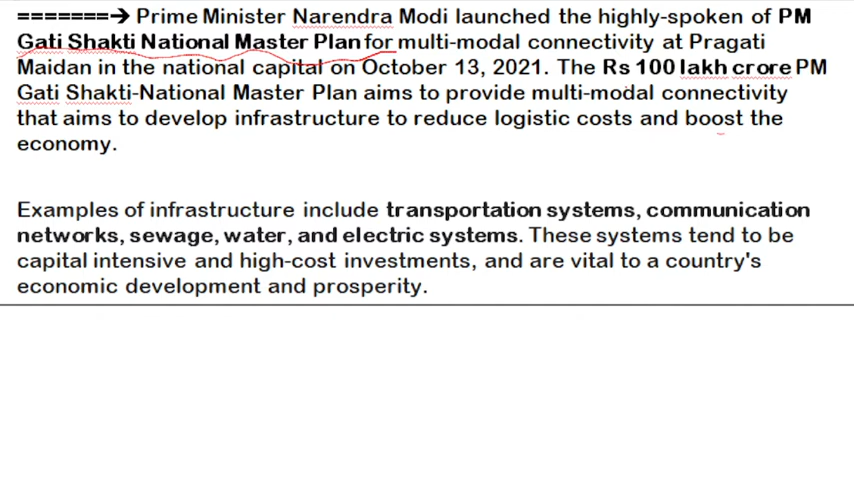 =======→ Prime Minister Narendra Modi launched the highly-spoken of PM
Gati Shakti National Master Plan for multi-modal connectivity at Pragati
Maidan in the national capital on October 13, 2021. The Rs 100 lakh crore PM
Gati Shakti-National Master Plan aims to provide multi-modal connectivity
that aims to develop infrastructure to reduce logistic costs and boost the
economy.
Examples of infrastructure include transportation systems, communication
networks, sewage, water, and electric systems. These systems tend to be
capital intensive and high-cost investments, and are vital to a country's
economic development and prosperity.